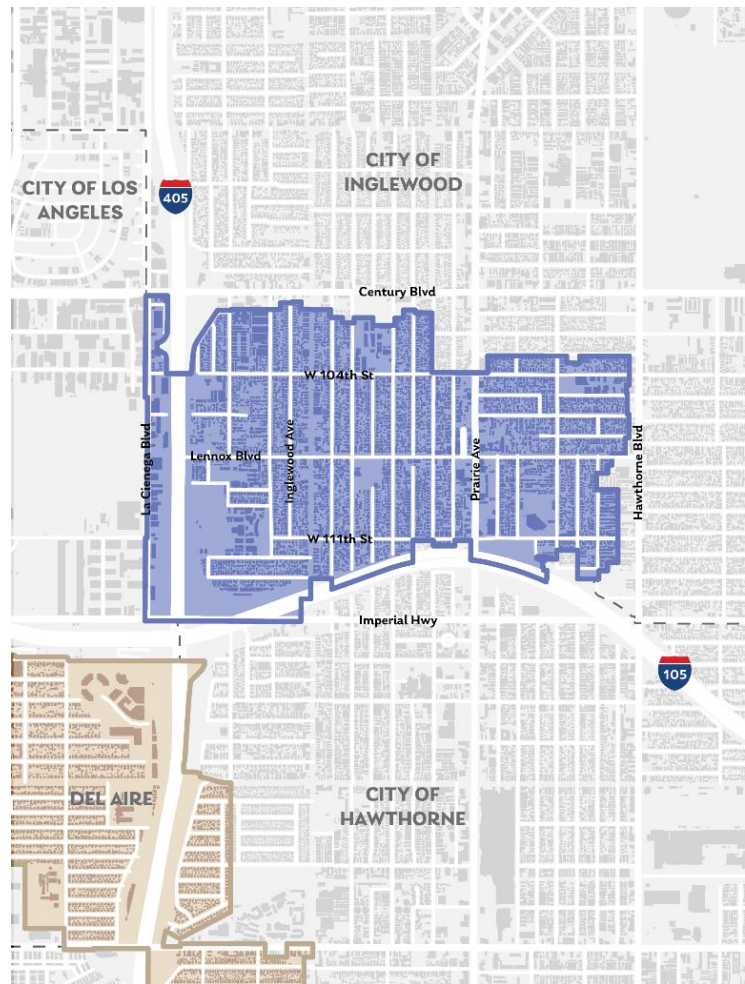 CITY OF
INGLEWOOD
CITY OF LOS
ANGELES
405
Century Blvd
W 104th St
La Cienega Blvd
Lennox Blvd
Inglewood Ave
Prairie Ave
Hawthorne Blvd
W 111th St
Imperial Hwy
105
DEL AIRE
CITY OF
HAWTHORNE